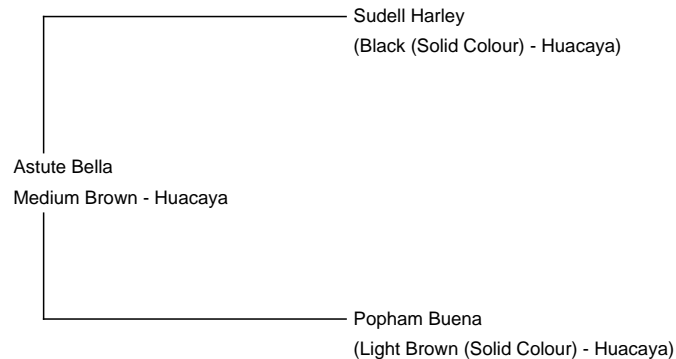 Sudell Harley
(Black (Solid Colour) - Huacaya)
Astute Bella
Medium Brown - Huacaya
Popham Buena
(Light Brown (Solid Colour) - Huacaya)